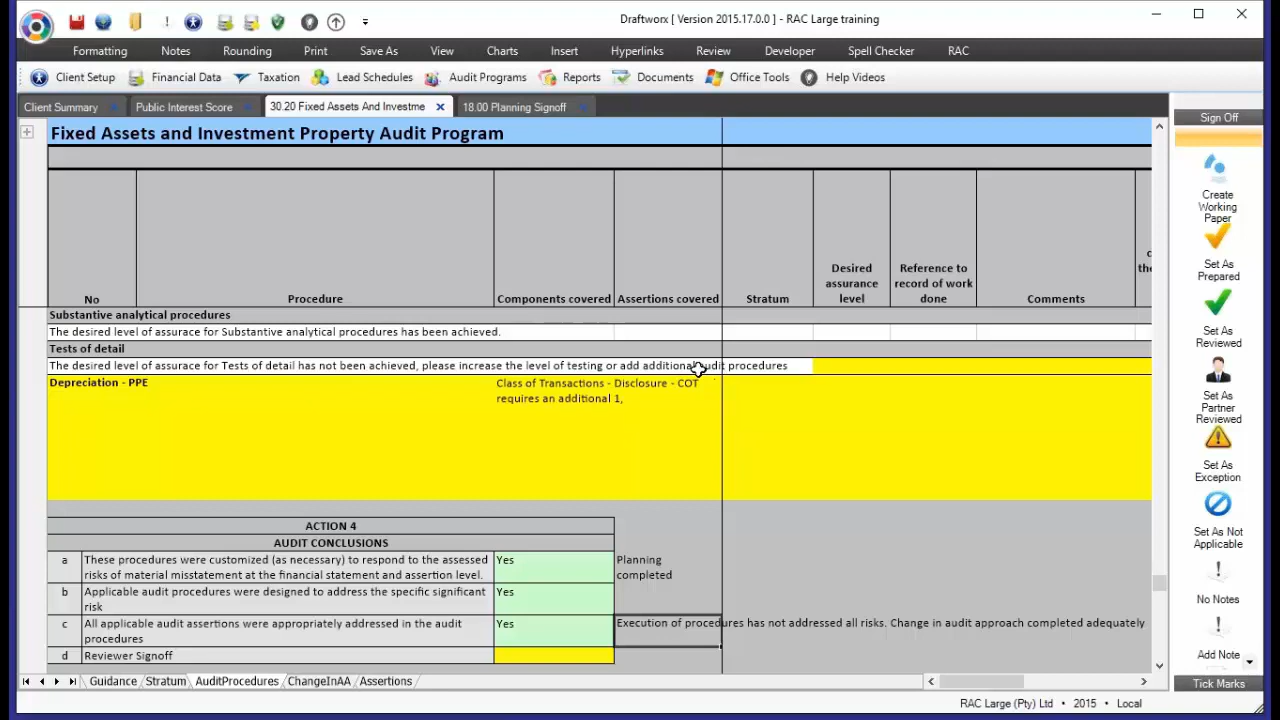 Draftworx [ Version 2015.17.0.0 ] - RAC Large training
Formatting Notes Rounding Print Save As View Charts Insert Hyperlinks Review Developer Spell Checker RAC
Client Setup Financial Data Taxation Lead Schedules Audit Programs Reports Documents Office Tools Help Videos
Client Summary Public Interest Score 30.20 Fixed Assets And Investme 18.00 Planning Signoff
Fixed Assets and Investment Property Audit Program
No Procedure Components covered Assertions covered Stratum
Desired
assurance
level
Reference to
record of work
done
Comments
Substantive analytical procedures
The desired level of assurace for Substantive analytical procedures has been achieved.
Tests of detail
The desired level of assurace for Tests of detail has not been achieved, please increase the level of testing or add additional audit procedures
Depreciation - PPE
Class of Transactions - Disclosure - COT
requires an additional 1,
ACTION 4
AUDIT CONCLUSIONS
a These procedures were customized (as necessary) to respond to the assessed
risks of material misstatement at the financial statement and assertion level.
Yes
Planning
completed
b Applicable audit procedures were designed to address the specific significant
risk
Yes
c All applicable audit assertions were appropriately addressed in the audit
procedures
Yes
Execution of procedures has not addressed all risks. Change in audit approach completed adequately
d Reviewer Signoff
Guidance Stratum AuditProcedures ChangeInAA Assertions
Sign Off
Create
Working
Paper
Set As
Prepared
Set As
Reviewed
Set As
Partner
Reviewed
Set As
Exception
Set As Not
Applicable
No Notes
Add Note
Tick Marks
RAC Large (Pty) Ltd • 2015 • Local